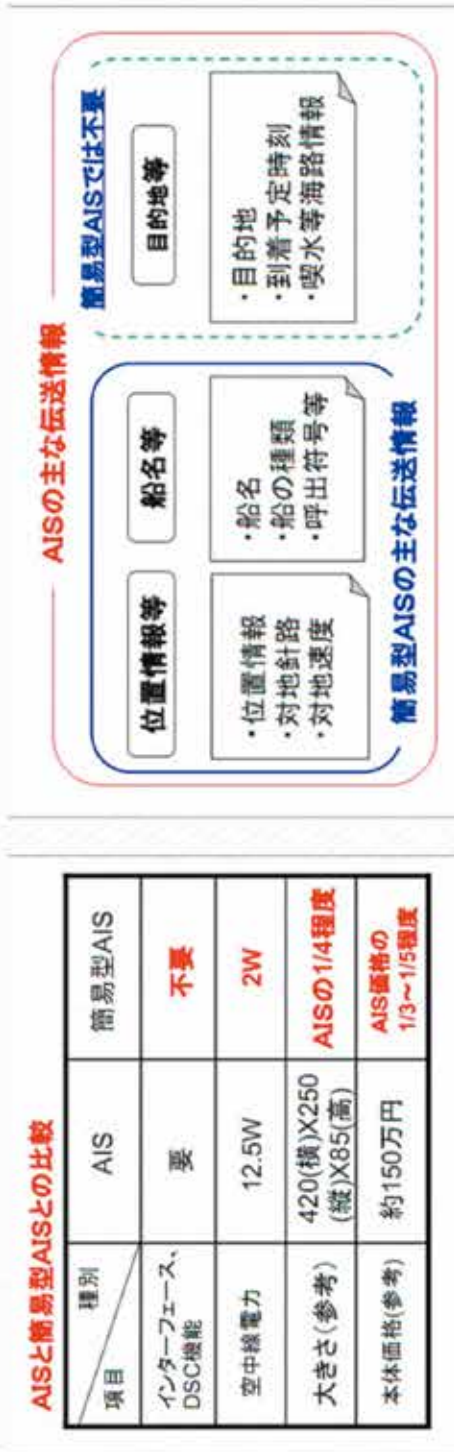 AISと簡易型AISとの比較
種別
項目
AIS
簡易型AIS
インターフェース、
DSC機能
要
不要
空中線電力
12.5W
2W
大きさ(参考)
420(横)X250
(縦)X85(高)
AISの1/4程度
本体価格(参考)
約150万円
AIS価格の
1/3～1/5程度
AISの主な伝送情報
簡易型AISでは不要
位置情報等
・位置情報
・対地針路
・対地速度
船名等
・船名
・船の種類
・呼出符号等
目的地等
・目的地
・到着予定時刻
・喫水等海路情報
簡易型AISの主な伝送情報